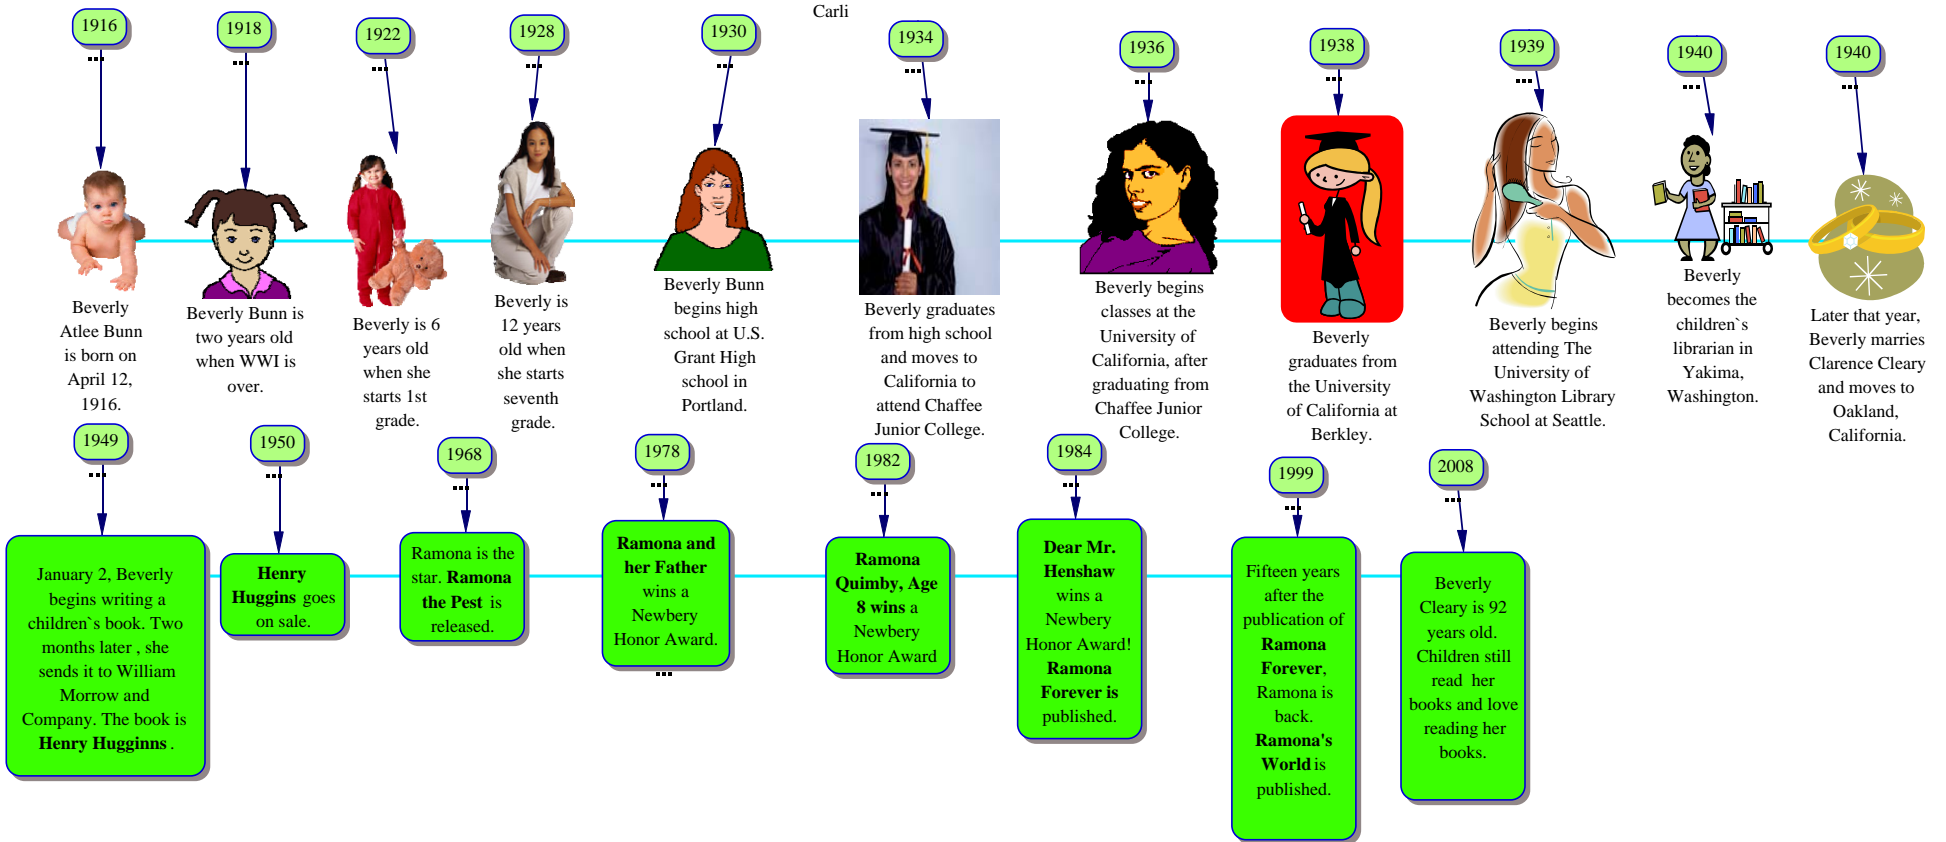 Carli
1916
Beverly
Atlee Bunn
is born on
April 12,
1916.
1918
Beverly Bunn is
two years old
when WWI is
over.
1922
Beverly is 6
years old
when she
starts 1st
grade.
1928
Beverly is
12 years
old when
she starts
seventh
grade.
1930
Beverly Bunn
begins high
school at U.S.
Grant High
school in
Portland.
1934
Beverly graduates
from high school
and moves to
California to
attend Chaffee
Junior College.
1936
Beverly begins
classes at the
University of
California, after
graduating from
Chaffee Junior
College.
1938
Beverly
graduates from
the University
of California at
Berkley.
1939
Beverly begins
attending The
University of
Washington Library
School at Seattle.
1940
Beverly
becomes the
children`s
librarian in
Yakima,
Washington.
1940
Later that year,
Beverly marries
Clarence Cleary
and moves to
Oakland,
California.
1949
January 2, Beverly
begins writing a
children`s book. Two
months later , she
sends it to William
Morrow and
Company. The book is
Henry Hugginns .
1950
Henry
Huggins goes
on sale.
1968
Ramona is the
star. Ramona
the Pest is
released.
1978
Ramona and
her Father
wins a
Newbery
Honor Award.
1982
Ramona
Quimby, Age
8 wins a
Newbery
Honor Award
1984
Dear Mr.
Henshaw
wins a
Newbery
Honor Award!
Ramona
Forever is
published.
1999
Fifteen years
after the
publication of
Ramona
Forever,
Ramona is
back.
Ramona's
World is
published.
2008
Beverly
Cleary is 92
years old.
Children still
read her
books and love
reading her
books.